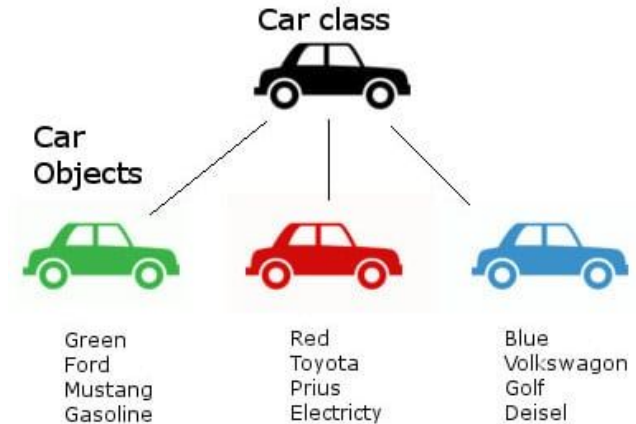 Car class
Car
Objects
Green
Ford
Mustang
Gasoline
Red
Toyota
Prius
Electricty
Blue
Volkswagon
Golf
Deisel